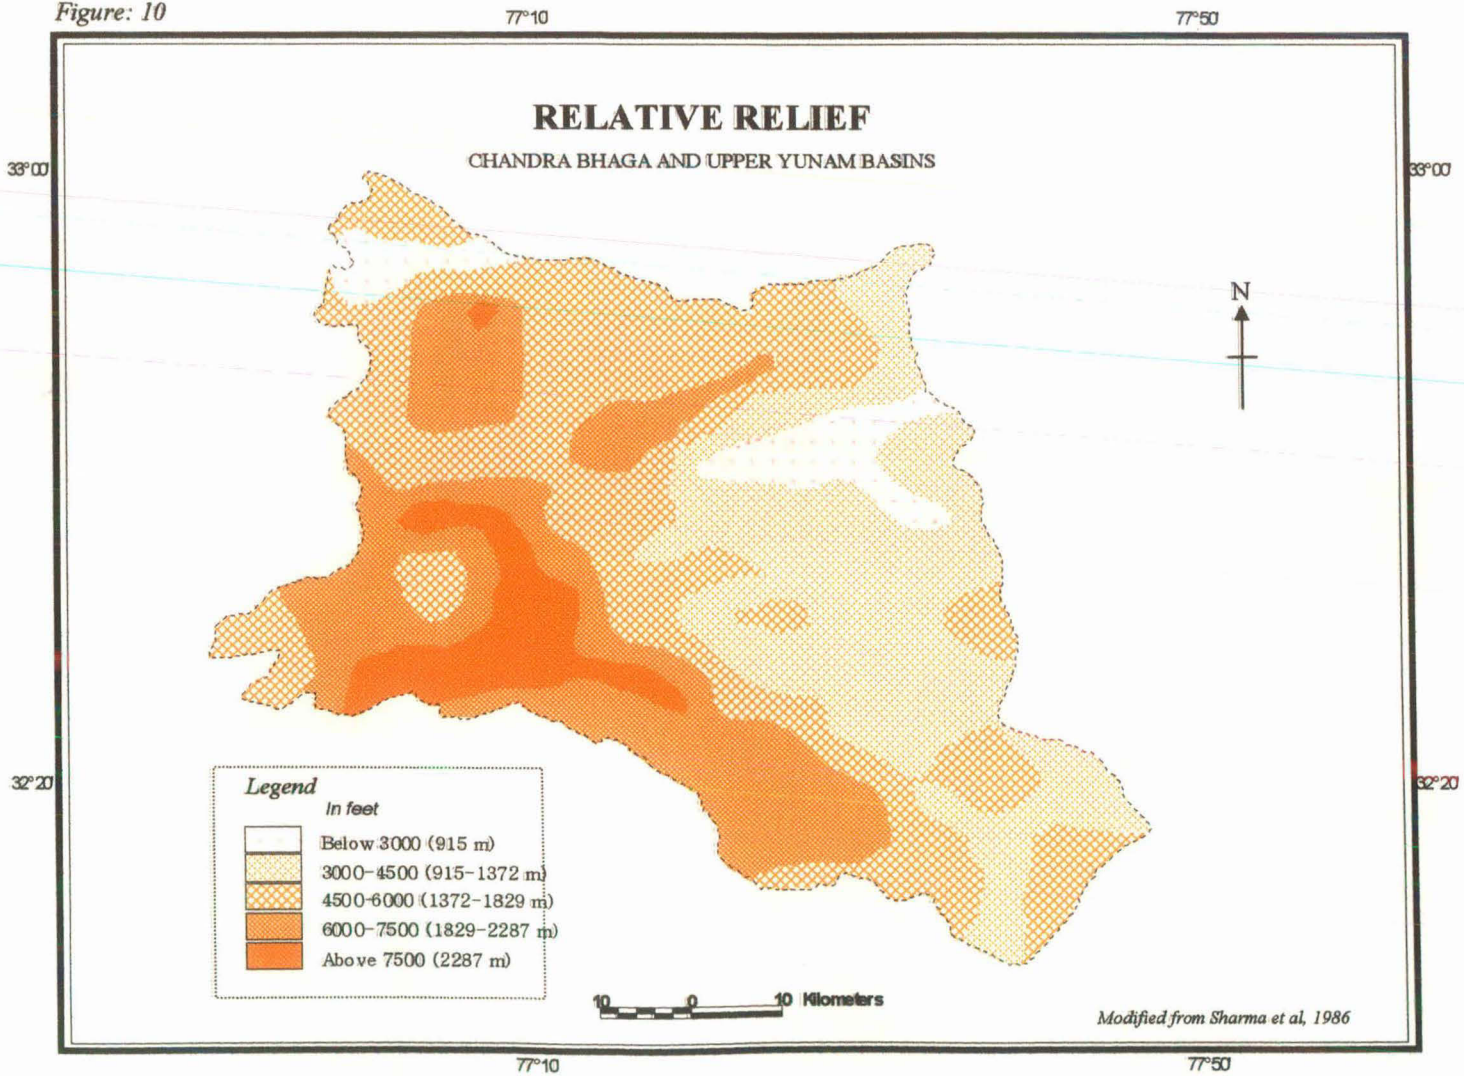 Figure: 10
77°10'
77°50'
RELATIVE RELIEF
CHANDRA BHAGA AND UPPER YUNAM BASINS
33°00'
33°00'
N
32°20'
32°20'
Legend
In feet
Below 3000 (915 m)
3000-4500 (915-1372 m)
4500-6000 (1372-1829 m)
6000-7500 (1829-2287 m)
Above 7500 (2287 m)
10 0 10 Kilometers
Modified from Sharma et al, 1986
77°10'
77°50'